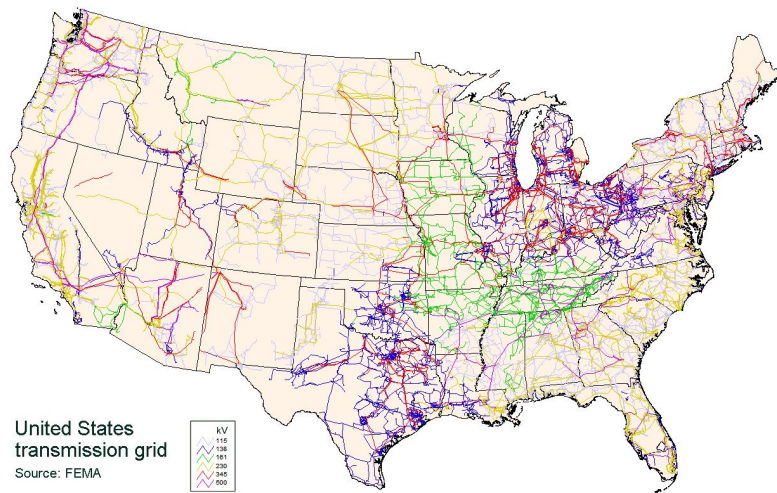 United States
transmission grid
Source: FEMA
kV
115
138
161
230
345
500